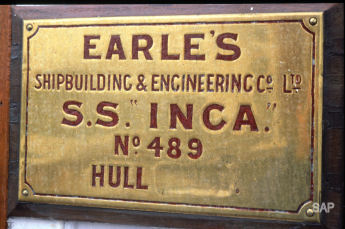 EARLE'S
SHIPBUILDING & ENGINEERING Co. LTD
S.S. "INCA."
No. 489
HULL
SAP